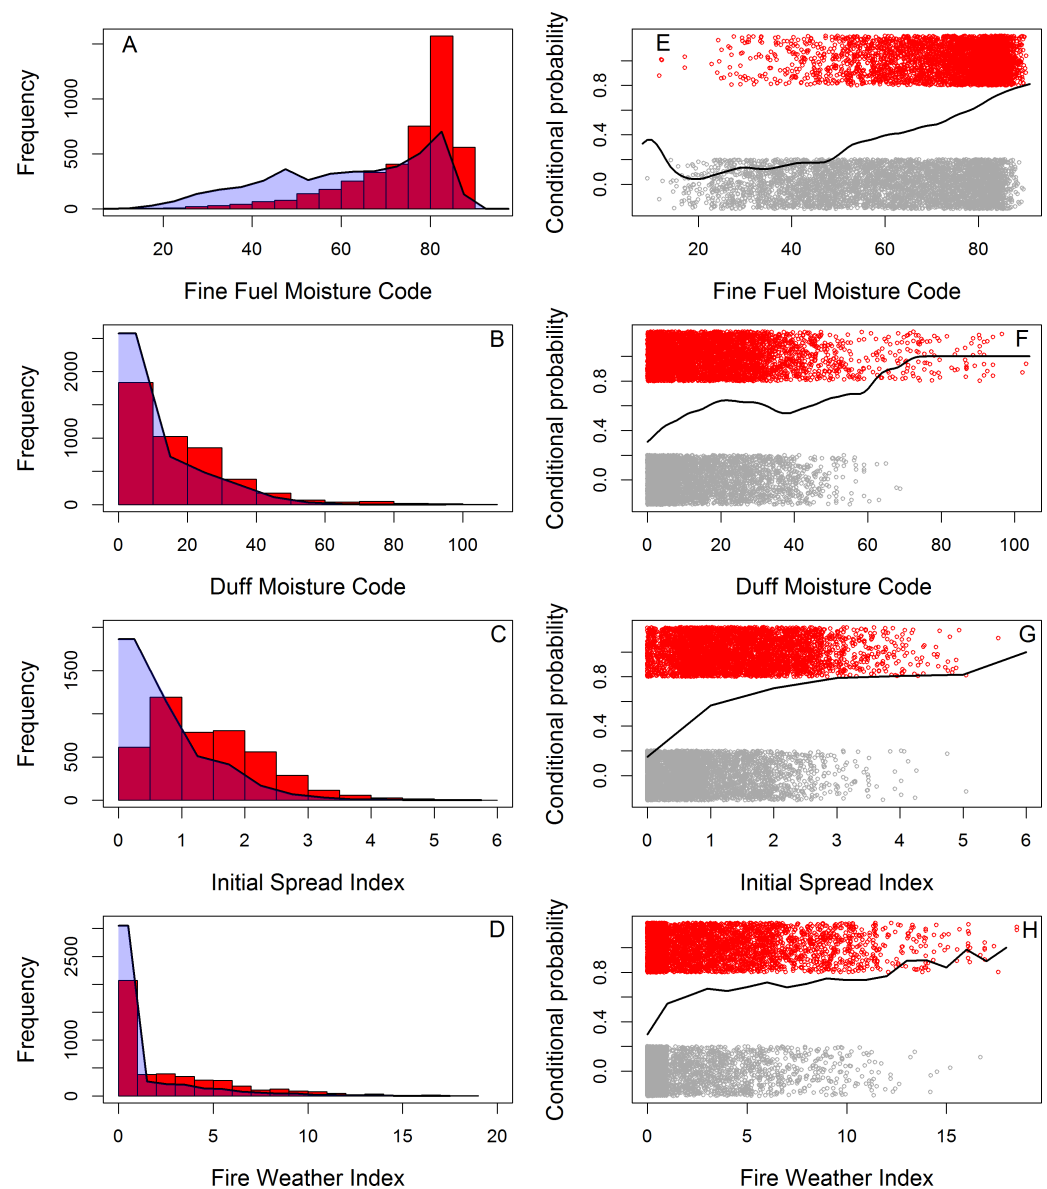 A
Frequency
0 500 1000
20 40 60 80
Fine Fuel Moisture Code
E
Conditional probability
0.0 0.4 0.8
20 40 60 80
Fine Fuel Moisture Code
B
Frequency
0 1000 2000
0 20 40 60 80 100
Duff Moisture Code
F
Conditional probability
0.0 0.4 0.8
0 20 40 60 80 100
Duff Moisture Code
C
Frequency
0 500 1500
0 1 2 3 4 5 6
Initial Spread Index
G
Conditional probability
0.0 0.4 0.8
0 1 2 3 4 5 6
Initial Spread Index
D
Frequency
0 1000 2500
0 5 10 15 20
Fire Weather Index
H
Conditional probability
0.0 0.4 0.8
0 5 10 15
Fire Weather Index